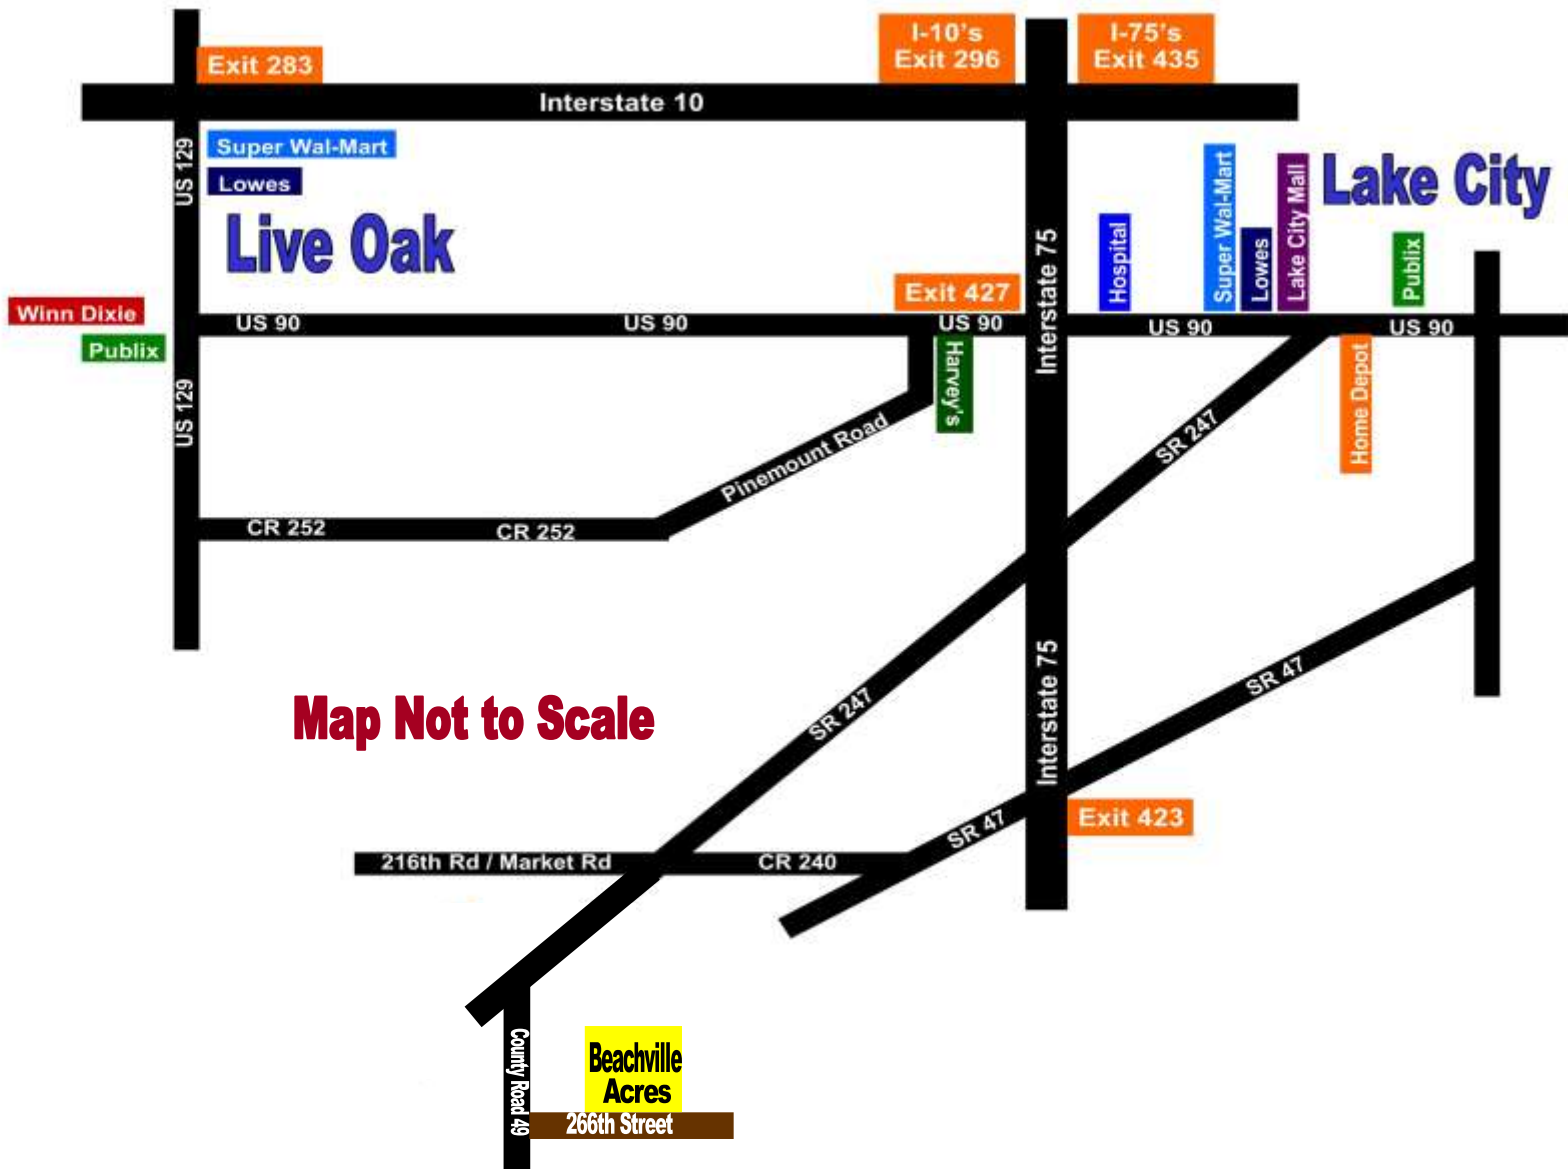 I-10's
Exit 296
I-75's
Exit 435
Exit 283
Interstate 10
US 129
Super Wal-Mart
Lowes
Live Oak
Lake City
Hospital
Super Wal-Mart
Lowes
Lake City Mall
Publix
Interstate 75
Exit 427
Winn Dixie
Publix
US 90
US 90
US 90
US 90
US 90
Harvey's
Home Depot
US 129
Pinemount Road
SR 247
CR 252
CR 252
Map Not to Scale
SR 247
Interstate 75
SR 47
Exit 423
SR 47
216th Rd / Market Rd
CR 240
County Road 49
Beachville
Acres
266th Street